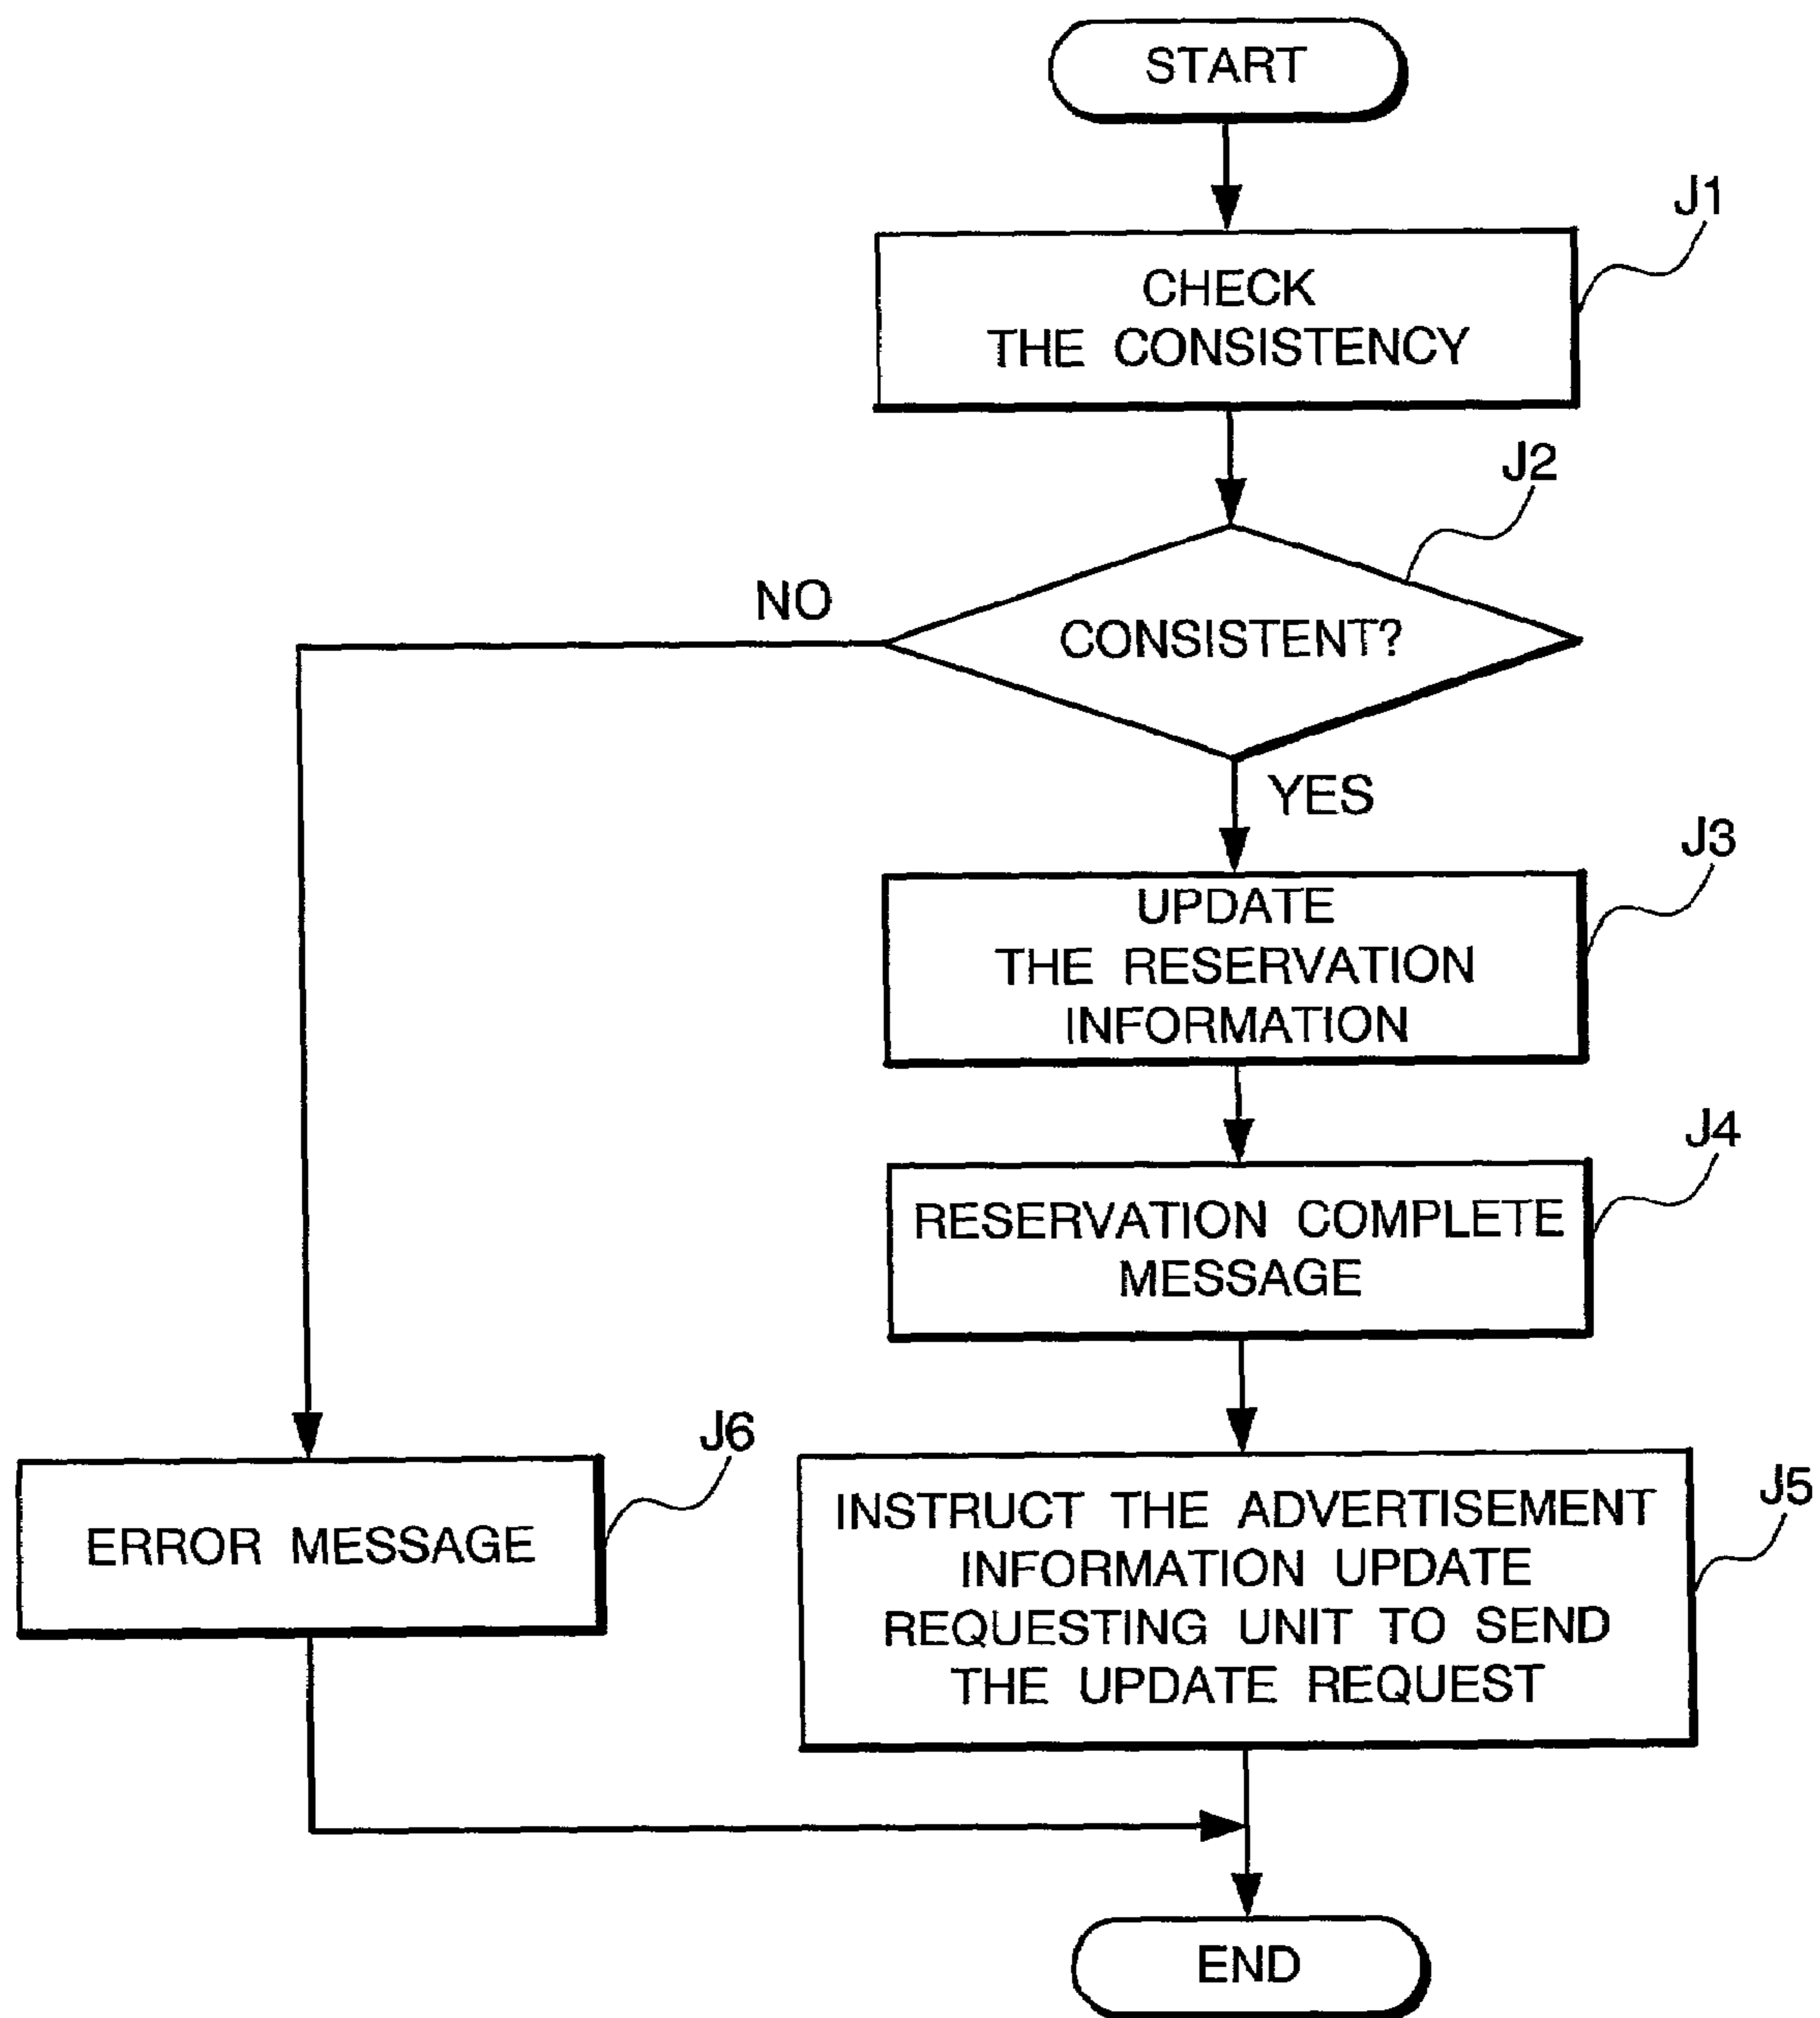 START
J1
CHECK
THE CONSISTENCY
J2
NO
CONSISTENT?
YES
J3
UPDATE
THE RESERVATION
INFORMATION
J4
RESERVATION COMPLETE
MESSAGE
J6
ERROR MESSAGE
J5
INSTRUCT THE ADVERTISEMENT
INFORMATION UPDATE
REQUESTING UNIT TO SEND
THE UPDATE REQUEST
END